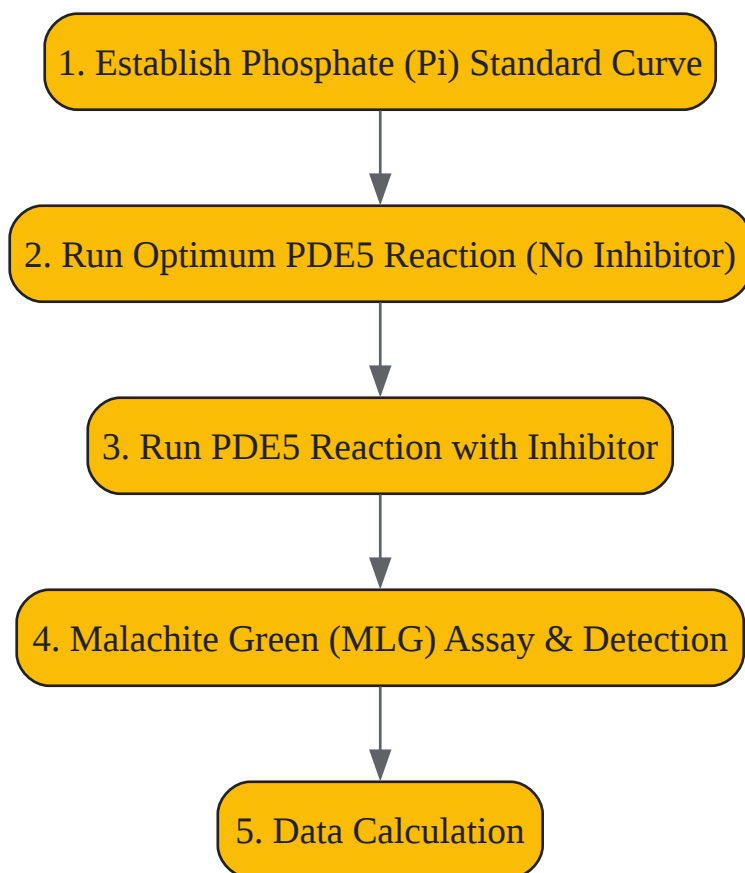 1. Establish Phosphate (Pi) Standard Curve
2. Run Optimum PDE5 Reaction (No Inhibitor)
3. Run PDE5 Reaction with Inhibitor
4. Malachite Green (MLG) Assay & Detection
5. Data Calculation